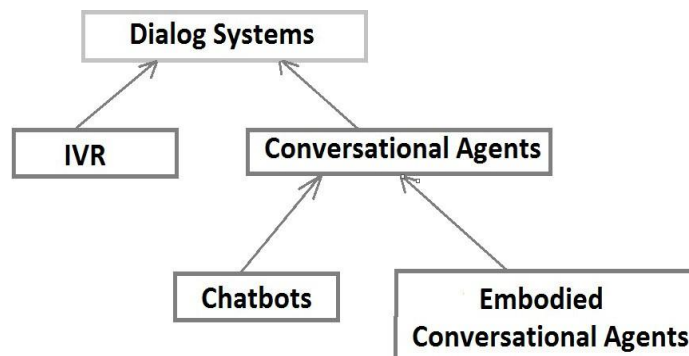 Dialog Systems
IVR
Conversational Agents
Chatbots
Embodied
Conversational Agents